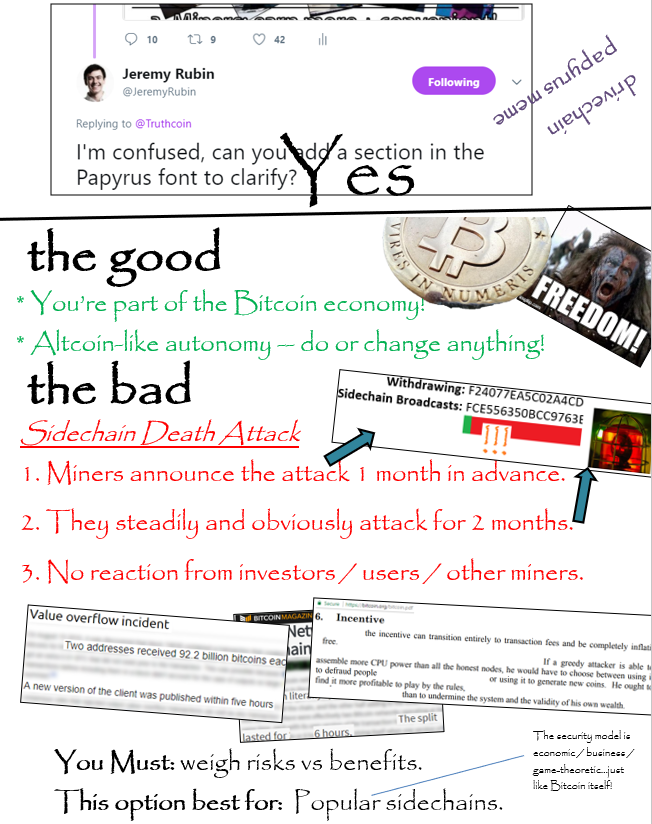 10 9 42
Jeremy Rubin
@JeremyRubin
Following
drivechain
papyrus meme
Replying to @Truthcoin
I'm confused, can you add a section in the
Papyrus font to clarify?
Yes
the good
VIRES IN NUMERIS
FREEDOM!
* You're part of the Bitcoin economy!
* Altcoin-like autonomy – do or change anything!
the bad
Withdrawing: F24077EA5C02A4CD
Sidechain Broadcasts: FCE556350BCC9763E
!!!
Sidechain Death Attack
1. Miners announce the attack 1 month in advance.
2. They steadily and obviously attack for 2 months.
3. No reaction from investors / users / other miners.
Value overflow incident
Two addresses received 92.2 billion bitcoins eac
A new version of the client was published within five hours
BITCOIN MAGAZIN
Net
hain
liter
The split
lasted for 6 hours,
Secure https://bitcoin.org/bitcoin.pdf
6. Incentive
the incentive can transition entirely to transaction fees and be completely inflati
free.
If a greedy attacker is able t
assemble more CPU power than all the honest nodes, he would have to choose between using i
to defraud people or using it to generate new coins. He ought to
find it more profitable to play by the rules,
than to undermine the system and the validity of his own wealth.
You Must: weigh risks vs benefits.
This option best for: Popular sidechains.
The security model is
economic / business /
game-theoretic...just
like Bitcoin itself!